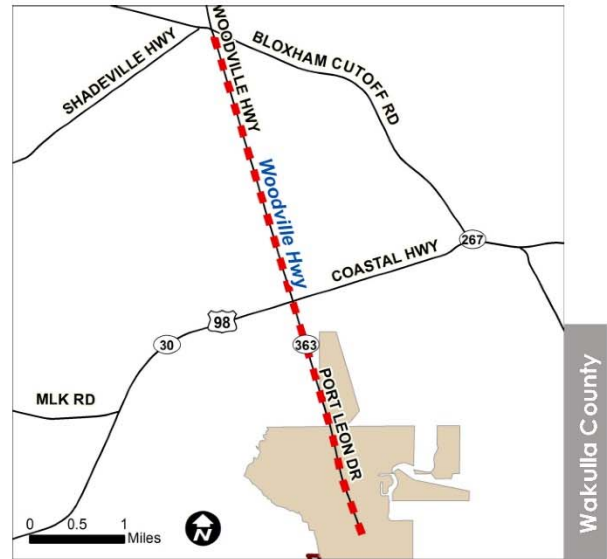 WOODVILLE HWY
SHADEVILLE HWY
BLOXHAM CUTOFF RD
Woodville Hwy
267
COASTAL HWY
98
30
363
PORT LEON DR
MLK RD
0 0.5 1
Miles
N
Wakulla County